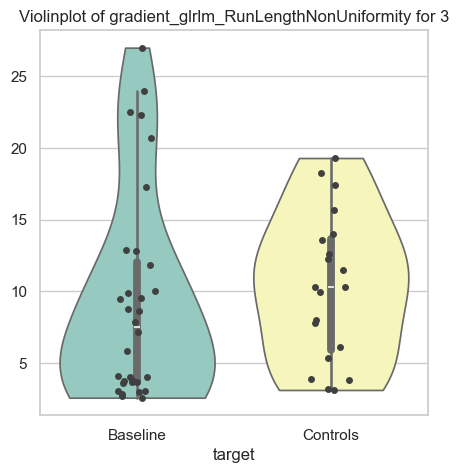 Violinplot of gradient_glrlm_RunLengthNonUniformity for 3
25
20
15
10
5
Baseline
Controls
target